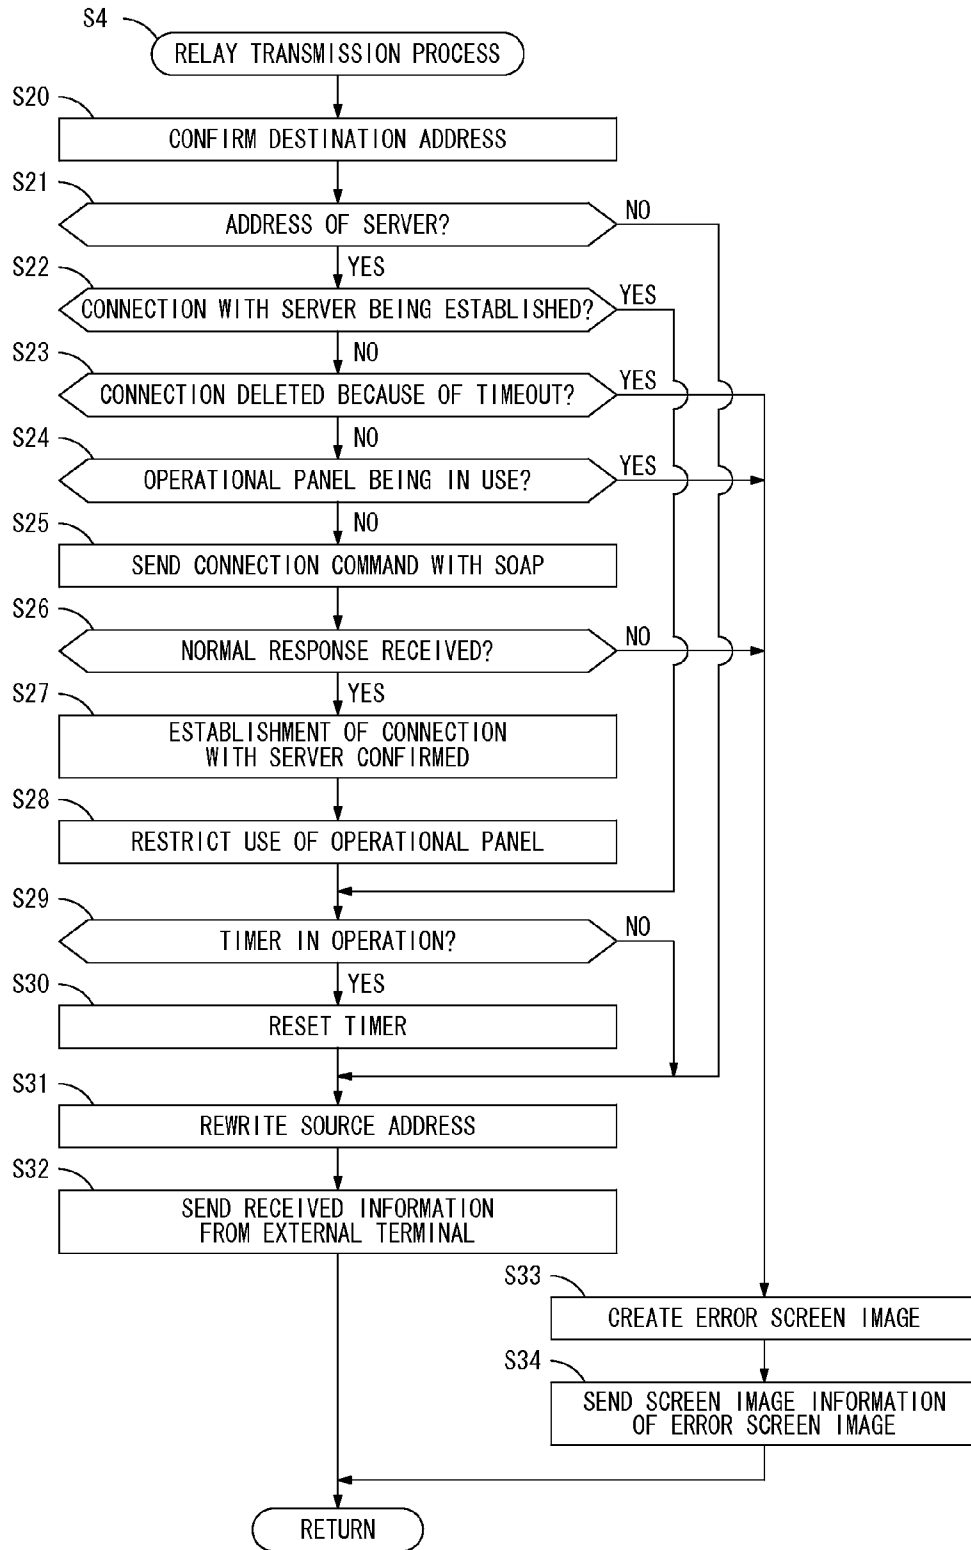 S4
RELAY TRANSMISSION PROCESS
S20
CONFIRM DESTINATION ADDRESS
S21
ADDRESS OF SERVER?
NO
YES
S22
CONNECTION WITH SERVER BEING ESTABLISHED?
YES
NO
S23
CONNECTION DELETED BECAUSE OF TIMEOUT?
YES
NO
S24
OPERATIONAL PANEL BEING IN USE?
YES
NO
S25
SEND CONNECTION COMMAND WITH SOAP
S26
NORMAL RESPONSE RECEIVED?
NO
YES
S27
ESTABLISHMENT OF CONNECTION
WITH SERVER CONFIRMED
S28
RESTRICT USE OF OPERATIONAL PANEL
S29
TIMER IN OPERATION?
NO
YES
S30
RESET TIMER
S31
REWRITE SOURCE ADDRESS
S32
SEND RECEIVED INFORMATION
FROM EXTERNAL TERMINAL
S33
CREATE ERROR SCREEN IMAGE
S34
SEND SCREEN IMAGE INFORMATION
OF ERROR SCREEN IMAGE
RETURN